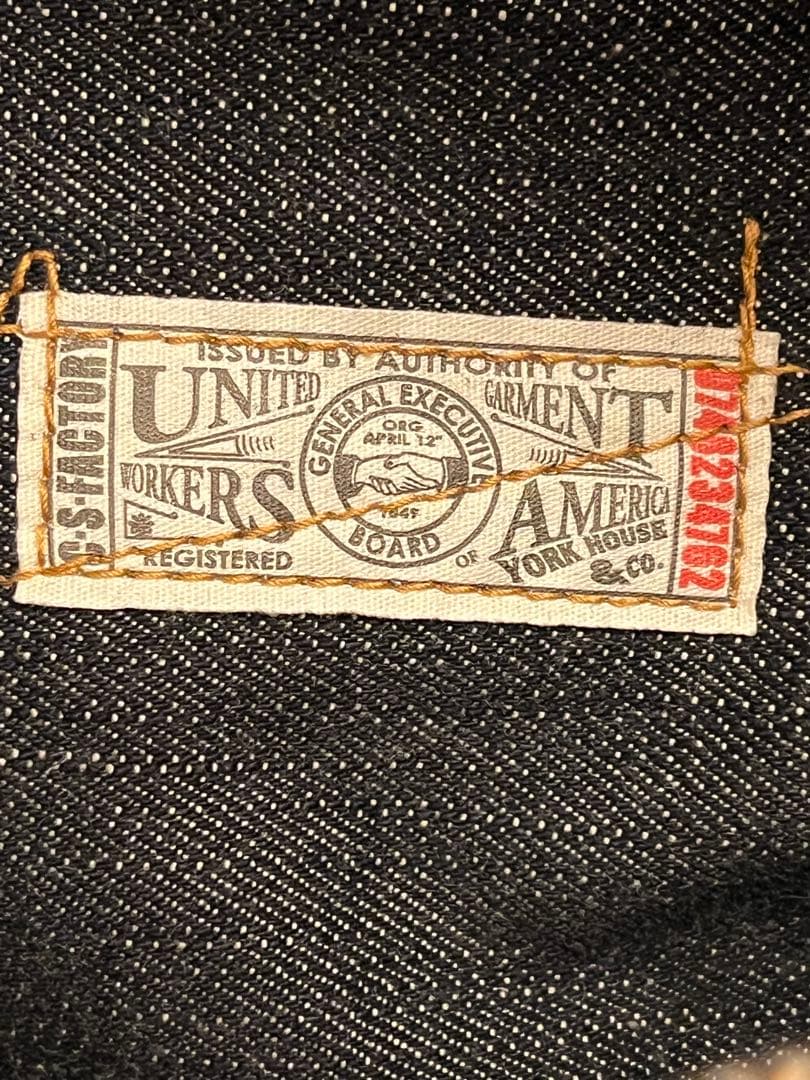 ISSUED BY AUTHORITY OF
UNITED
GARMENT
WORKERS
AMERICA
GENERAL EXECUTIVE
BOARD
ORG
APRIL 12"
OF
REGISTERED
YORK HOUSE
& CO.
S-FACTORY